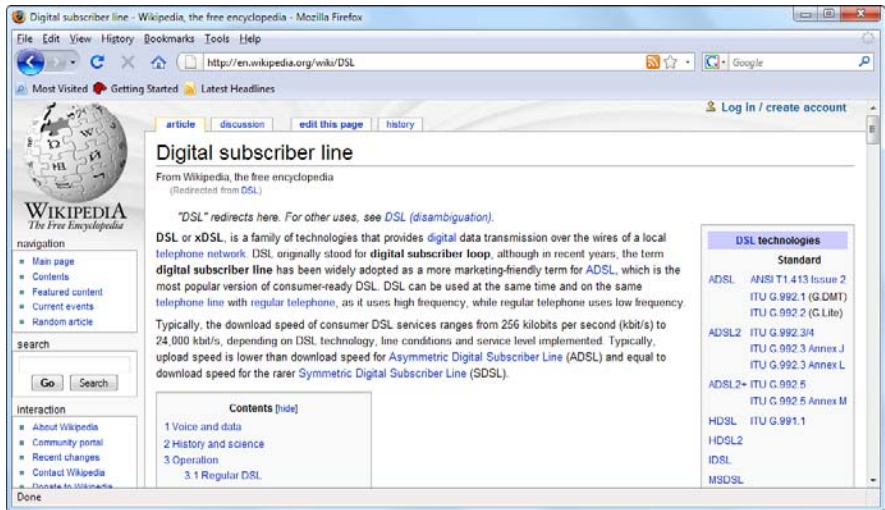 Digital subscriber line - Wikipedia, the free encyclopedia - Mozilla Firefox
File Edit View History Bookmarks Tools Help
http://en.wikipedia.org/wiki/DSL
Google
Most Visited Getting Started Latest Headlines
Log in / create account
article discussion edit this page history
Digital subscriber line
From Wikipedia, the free encyclopedia
(Redirected from DSL)
"DSL" redirects here. For other uses, see DSL (disambiguation).
DSL or xDSL, is a family of technologies that provides digital data transmission over the wires of a local
telephone network. DSL originally stood for digital subscriber loop, although in recent years, the term
digital subscriber line has been widely adopted as a more marketing-friendly term for ADSL, which is the
most popular version of consumer-ready DSL. DSL can be used at the same time and on the same
telephone line with regular telephone, as it uses high frequency, while regular telephone uses low frequency.
Typically, the download speed of consumer DSL services ranges from 256 kilobits per second (kbit/s) to
24,000 kbit/s, depending on DSL technology, line conditions and service level implemented. Typically,
upload speed is lower than download speed for Asymmetric Digital Subscriber Line (ADSL) and equal to
download speed for the rarer Symmetric Digital Subscriber Line (SDSL).
Contents [hide]
1 Voice and data
2 History and science
3 Operation
3.1 Regular DSL
WIKIPEDIA
The Free Encyclopedia
navigation
Main page
Contents
Featured content
Current events
Random article
search
Go Search
interaction
About Wikipedia
Community portal
Recent changes
Contact Wikipedia
Donate to Wikipedia
DSL technologies
Standard
ADSL ANSI T1.413 Issue 2
ITU G.992.1 (G.DMT)
ITU G.992.2 (G.Lite)
ADSL2 ITU G.992.3/4
ITU G.992.3 Annex J
ITU G.992.3 Annex L
ADSL2+ ITU G.992.5
ITU G.992.5 Annex M
HDSL ITU G.991.1
HDSL2
IDSL
MSDSL
Done